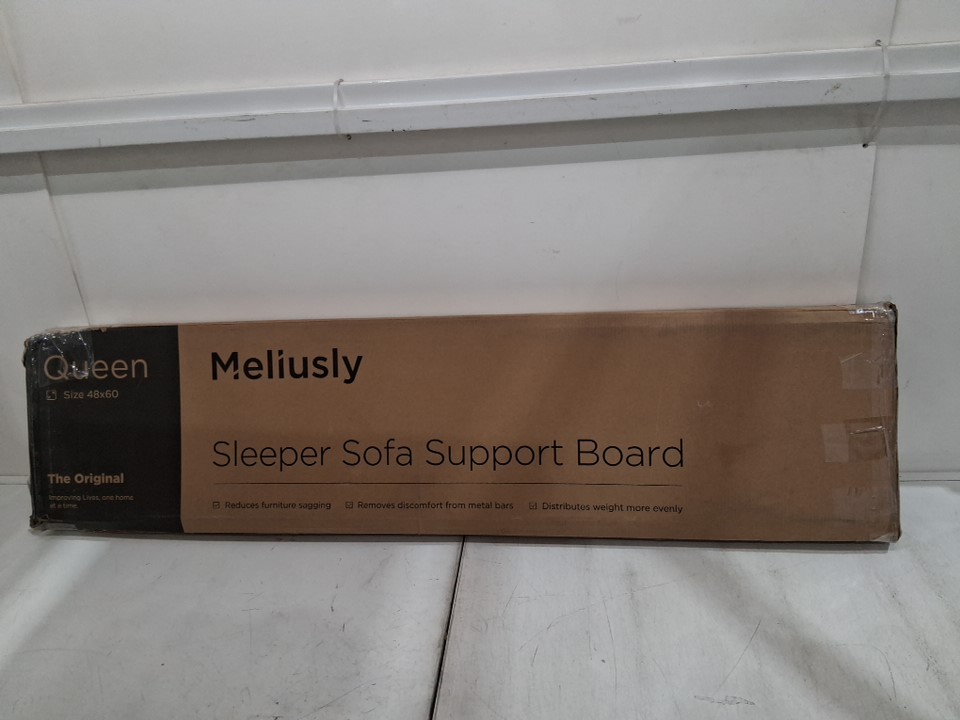 Queen
Size 48x60
The Original
Improving Lives, one home
at a time.
Meliusly
Sleeper Sofa Support Board
Reduces furniture sagging
Removes discomfort from metal bars
Distributes weight more evenly